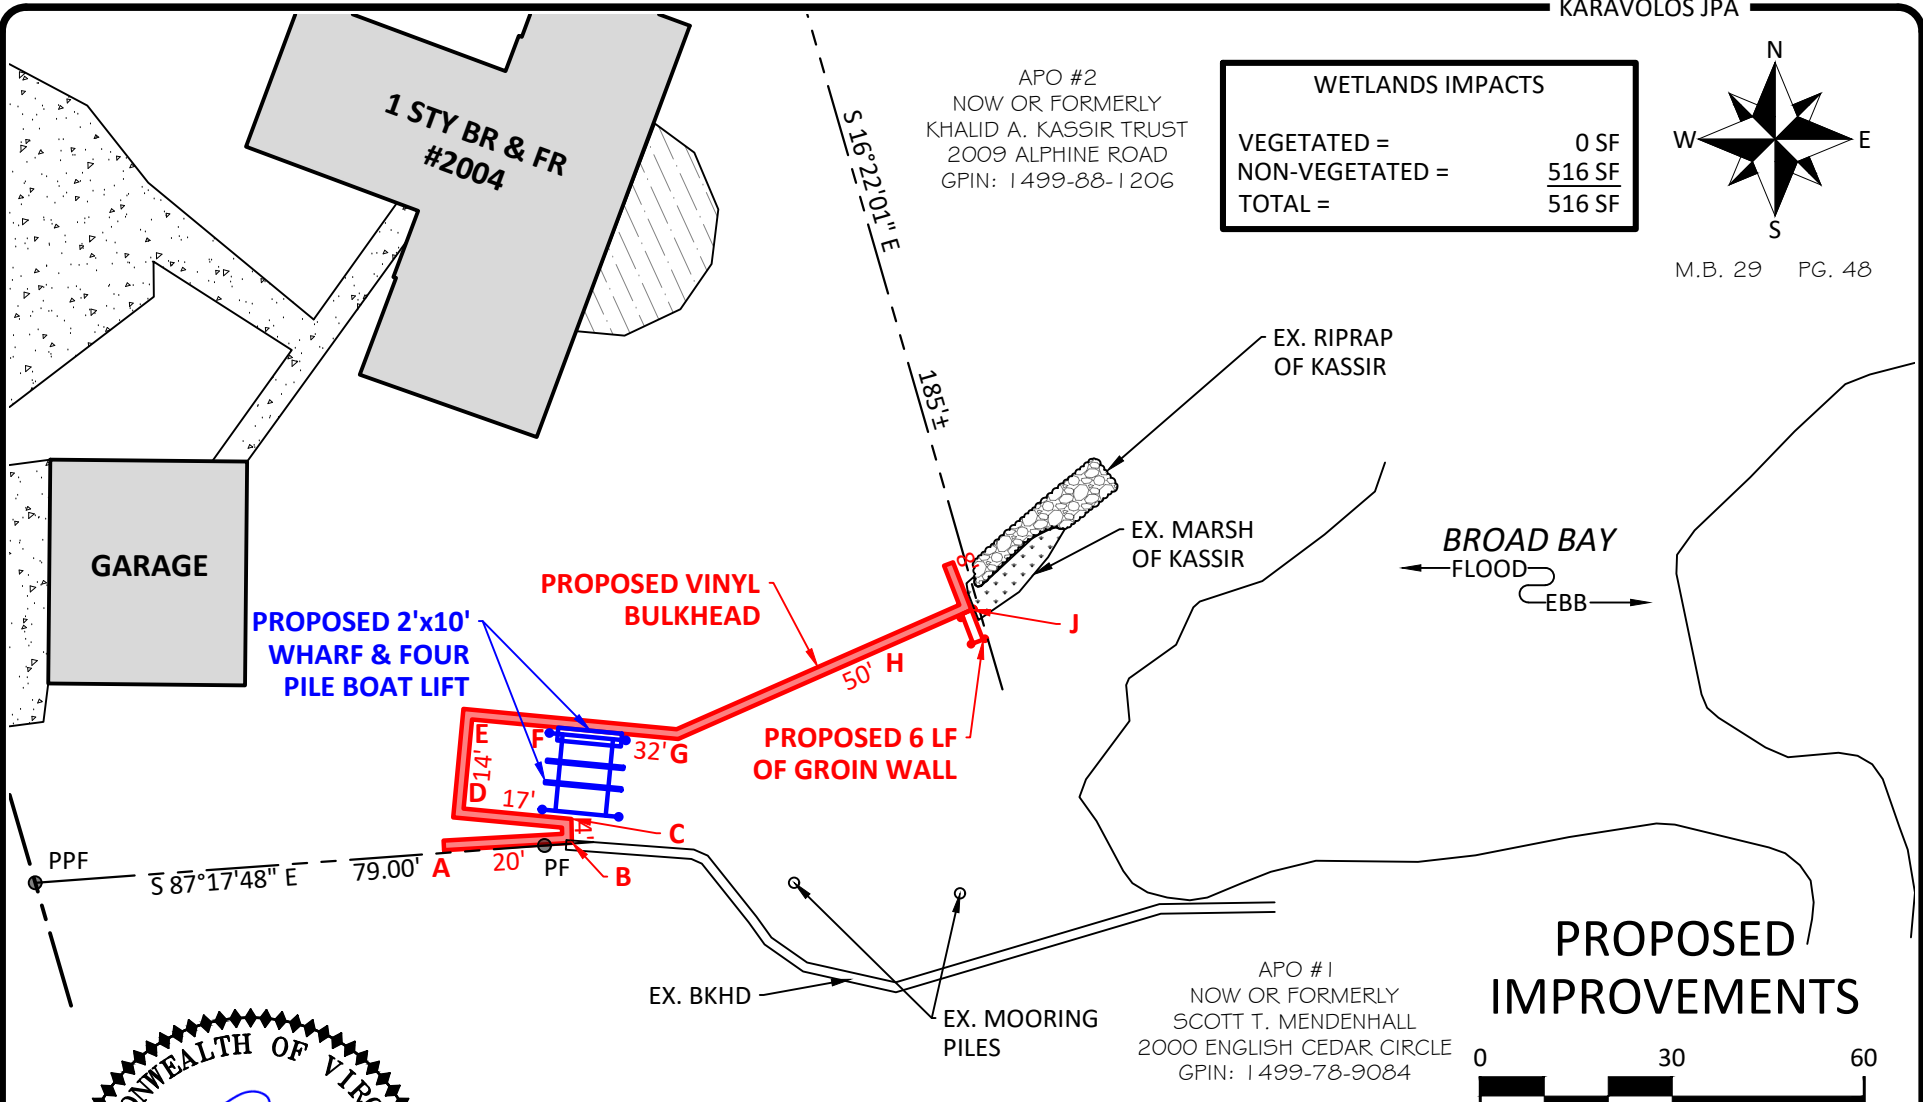 KARAVOLOS JPA
1 STY BR & FR
#2004
S 16°22'01" E
185'±
APO #2
NOW OR FORMERLY
KHALID A. KASSIR TRUST
2009 ALPHINE ROAD
GPIN: 1499-88-1206
WETLANDS IMPACTS
VEGETATED = 0 SF
NON-VEGETATED = 516 SF
TOTAL = 516 SF
N
W
E
S
M.B. 29 PG. 48
EX. RIPRAP
OF KASSIR
EX. MARSH
OF KASSIR
BROAD BAY
FLOOD
EBB
GARAGE
PROPOSED VINYL
BULKHEAD
PROPOSED 2'x10'
WHARF & FOUR
PILE BOAT LIFT
8'
J
H
50'
PROPOSED 6 LF
OF GROIN WALL
E
F
32'
G
14'
D
17'
4'
C
A
20'
PF
B
PPF
S 87°17'48" E
79.00'
EX. BKHD
EX. MOORING
PILES
APO #1
NOW OR FORMERLY
SCOTT T. MENDENHALL
2000 ENGLISH CEDAR CIRCLE
GPIN: 1499-78-9084
PROPOSED
IMPROVEMENTS
0 30 60
ONWEALTH OF VIRG